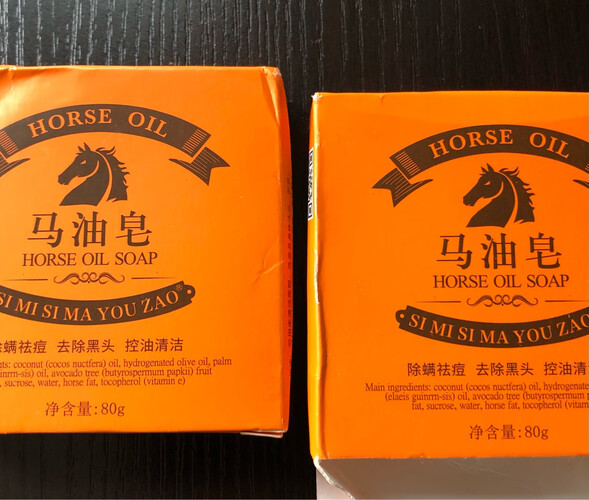 HORSE OIL
马油皂
HORSE OIL SOAP
SI MI SI MA YOU ZAO®
除螨祛痘 去除黑头 控油清洁
coconut (cocos nuctfera) oil, hydrogenated olive oil, palm
oil, avocado tree (butyrospermum papkii) fruit
sucrose, water, horse fat, tocopherol (vitamin e)
净含量:80g
HORSE OIL
马油皂
HORSE OIL SOAP
SI MI SI MA YOU ZAO
除螨祛痘 去除黑头 控油清
Main ingredients: coconut (cocos nuctfera) oil, hydrogenated
(elaeis guinrrn-sis) oil, avocado tree (butyrospermum
fat, sucrose, water, horse fat, tocopherol
净含量:80g